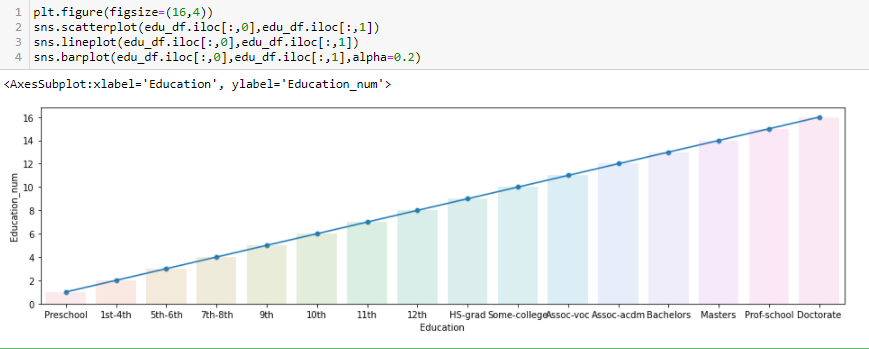 1 plt.figure(figsize=(16,4))
2 sns.scatterplot(edu_df.iloc[:,0],edu_df.iloc[:,1])
3 sns.lineplot(edu_df.iloc[:,0],edu_df.iloc[:,1])
4 sns.barplot(edu_df.iloc[:,0],edu_df.iloc[:,1],alpha=0.2)
<AxesSubplot:xlabel='Education', ylabel='Education_num'>
16
14
12
10
8
6
4
2
0
Education_num
Preschool 1st-4th 5th-6th 7th-8th 9th 10th 11th 12th HS-grad Some-college Assoc-voc Assoc-acdm Bachelors Masters Prof-school Doctorate
Education